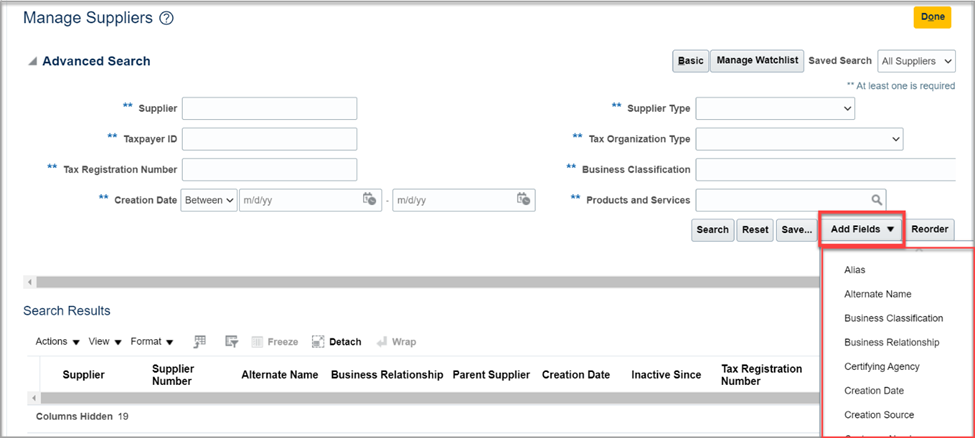 Manage Suppliers ?
Done
Advanced Search
Basic Manage Watchlist Saved Search All Suppliers
** At least one is required
** Supplier
** Supplier Type
** Taxpayer ID
** Tax Organization Type
** Tax Registration Number
** Business Classification
** Creation Date Between m/d/yy - m/d/yy
** Products and Services
Search Reset Save... Add Fields Reorder
Alias
Alternate Name
Business Classification
Business Relationship
Certifying Agency
Creation Date
Creation Source
Search Results
Actions View Format Freeze Detach Wrap
Supplier Supplier Number Alternate Name Business Relationship Parent Supplier Creation Date Inactive Since Tax Registration Number
Columns Hidden 19